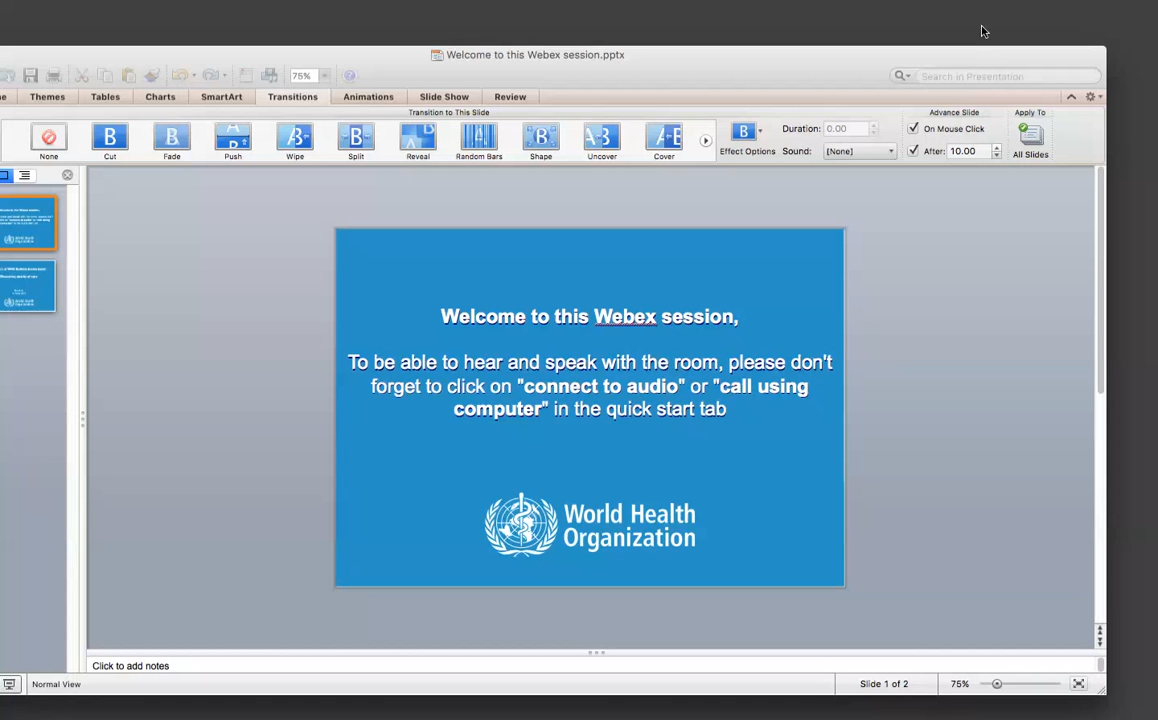 Welcome to this Webex session.pptx
75%
Search in Presentation
Themes Tables Charts SmartArt Transitions Animations Slide Show Review
Transition to This Slide Advance Slide Apply To
None Cut Fade Push Wipe Split Reveal Random Bars Shape Uncover Cover
Effect Options
Duration: 0.00
Sound: [None]
On Mouse Click
After: 10.00
All Slides
Welcome to this Webex session,
To be able to hear and speak with the room, please don't
forget to click on "connect to audio" or "call using
computer" in the quick start tab
World Health
Organization
Click to add notes
Normal View
Slide 1 of 2
75%